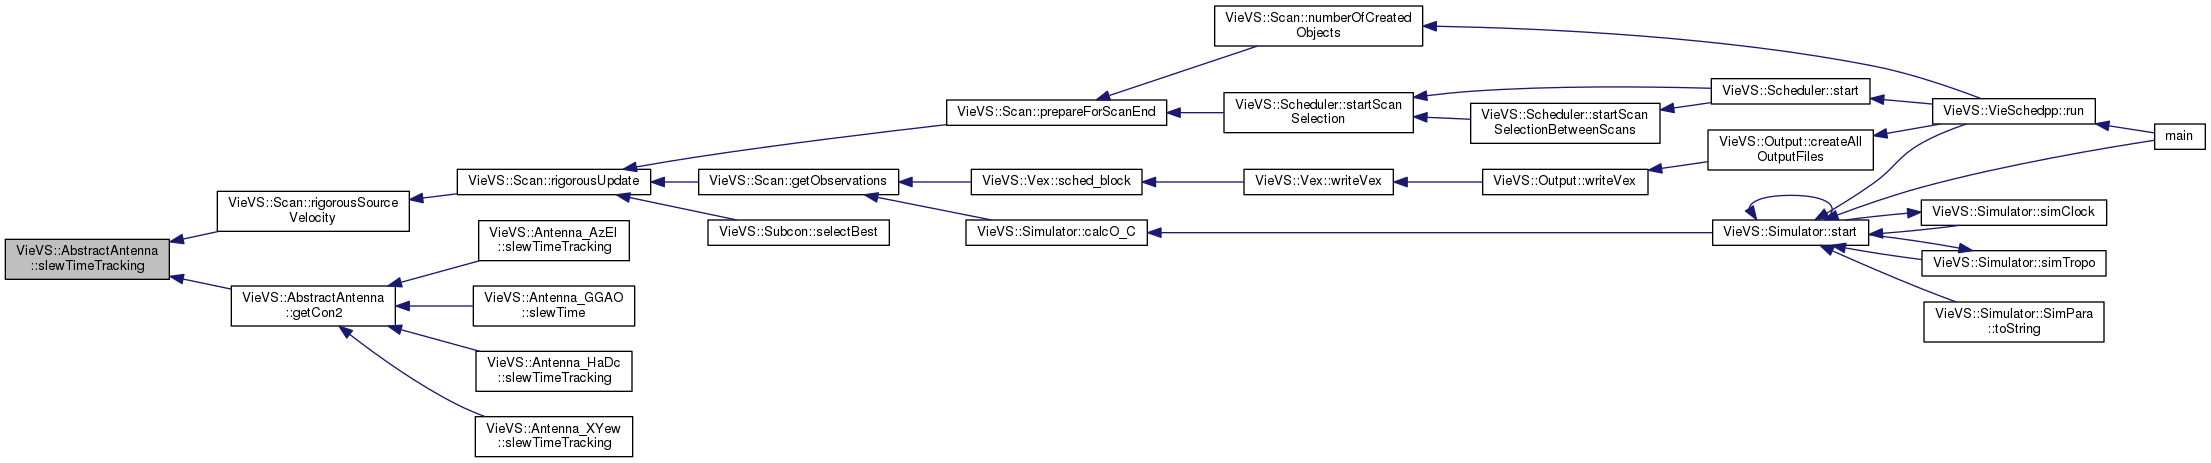 VieVS::AbstractAntenna
::slewTimeTracking
VieVS::Scan::rigorousSource
Velocity
VieVS::AbstractAntenna
::getCon2
VieVS::Scan::rigorousUpdate
VieVS::Antenna_AzEl
::slewTimeTracking
VieVS::Antenna_GGAO
::slewTime
VieVS::Antenna_HaDc
::slewTimeTracking
VieVS::Antenna_XYew
::slewTimeTracking
VieVS::Scan::prepareForScanEnd
VieVS::Scan::getObservations
VieVS::Subcon::selectBest
VieVS::Scan::numberOfCreated
Objects
VieVS::Scheduler::startScan
Selection
VieVS::Vex::sched_block
VieVS::Simulator::calcO_C
VieVS::Scheduler::startScan
SelectionBetweenScans
VieVS::Vex::writeVex
VieVS::Output::writeVex
VieVS::Scheduler::start
VieVS::Output::createAll
OutputFiles
VieVS::Simulator::start
VieVS::VieSchedpp::run
main
VieVS::Simulator::simClock
VieVS::Simulator::simTropo
VieVS::Simulator::SimPara
::toString